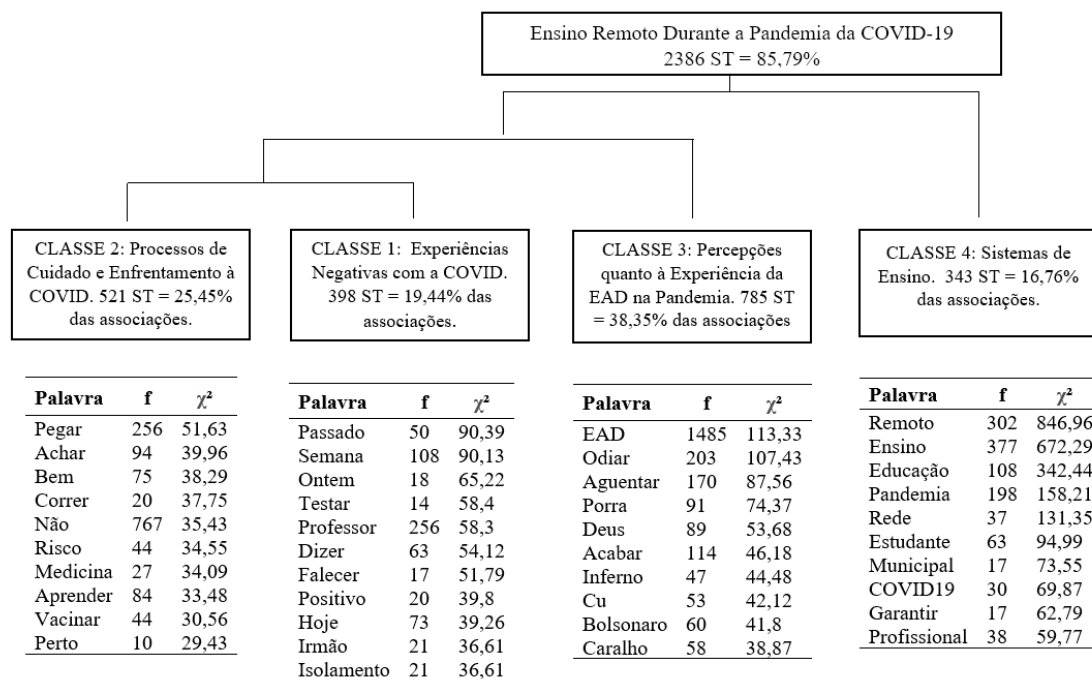 Ensino Remoto Durante a Pandemia da COVID-19
2386 ST = 85,79%
CLASSE 2: Processos de
Cuidado e Enfrentamento à
COVID. 521 ST = 25,45%
das associações.
CLASSE 1: Experiências
Negativas com a COVID.
398 ST = 19,44% das
associações.
CLASSE 3: Percepções
quanto à Experiência da
EAD na Pandemia. 785 ST
= 38,35% das associações
CLASSE 4: Sistemas de
Ensino. 343 ST = 16,76%
das associações.
Palavra f χ²
Pegar 256 51,63
Achar 94 39,96
Bem 75 38,29
Correr 20 37,75
Não 767 35,43
Risco 44 34,55
Medicina 27 34,09
Aprender 84 33,48
Vacinar 44 30,56
Perto 10 29,43
Palavra f χ²
Passado 50 90,39
Semana 108 90,13
Ontem 18 65,22
Testar 14 58,4
Professor 256 58,3
Dizer 63 54,12
Falecer 17 51,79
Positivo 20 39,8
Hoje 73 39,26
Irmão 21 36,61
Isolamento 21 36,61
Palavra f χ²
EAD 1485 113,33
Odiar 203 107,43
Aguentar 170 87,56
Porra 91 74,37
Deus 89 53,68
Acabar 114 46,18
Inferno 47 44,48
Cu 53 42,12
Bolsonaro 60 41,8
Caralho 58 38,87
Palavra f χ²
Remoto 302 846,96
Ensino 377 672,29
Educação 108 342,44
Pandemia 198 158,21
Rede 37 131,35
Estudante 63 94,99
Municipal 17 73,55
COVID19 30 69,87
Garantir 17 62,79
Profissional 38 59,77